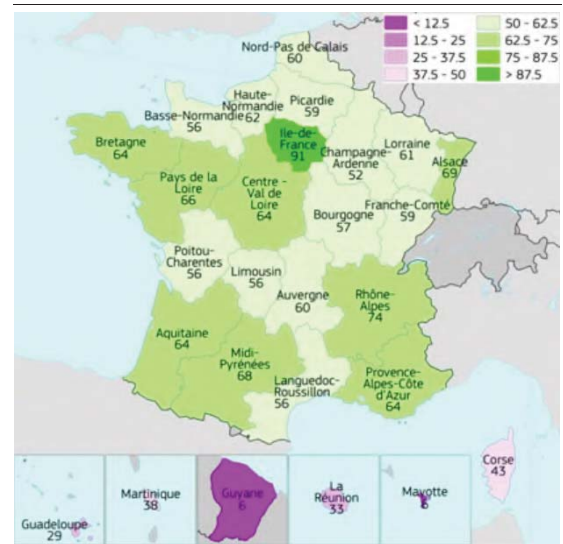 < 12.5
12.5 - 25
25 - 37.5
37.5 - 50
50 - 62.5
62.5 - 75
75 - 87.5
> 87.5
Nord-Pas de Calais
60
Haute-
Normandie
62
Picardie
59
Basse-Normandie
56
Ile-de-
France
91
Champagne-
Ardenne
52
Lorraine
61
Alsace
69
Bretagne
64
Pays de la
Loire
66
Centre -
Val de
Loire
64
Bourgogne
57
Franche-Comté
59
Poitou-
Charentes
56
Limousin
56
Auvergne
60
Rhône-
Alpes
74
Aquitaine
64
Midi-
Pyrénées
68
Languedoc-
Roussillon
56
Provence-
Alpes-Côte
d'Azur
64
Corse
43
Guadeloupe
29
Martinique
38
Guyane
6
La
Réunion
33
Mayotte
6